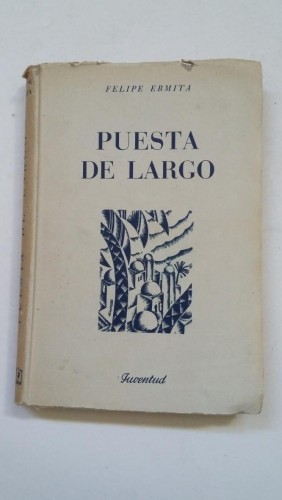 FELIPE ERMITA
PUESTA
DE LARGO
Juventud